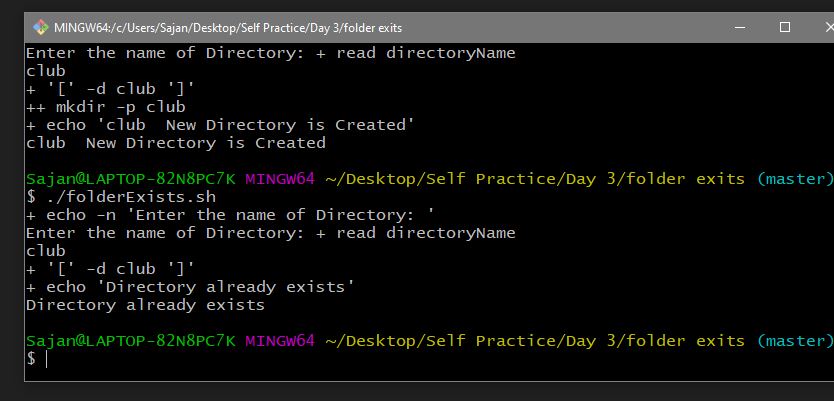 MINGW64:/c/Users/Sajan/Desktop/Self Practice/Day 3/folder exits
Enter the name of Directory: + read directoryName
club
+ '[' -d club ']'
++ mkdir -p club
+ echo 'club  New Directory is Created'
club  New Directory is Created
Sajan@LAPTOP-82N8PC7K MINGW64 ~/Desktop/Self Practice/Day 3/folder exits (master)
$ ./folderExists.sh
+ echo -n 'Enter the name of Directory: '
Enter the name of Directory: + read directoryName
club
+ '[' -d club ']'
+ echo 'Directory already exists'
Directory already exists
Sajan@LAPTOP-82N8PC7K MINGW64 ~/Desktop/Self Practice/Day 3/folder exits (master)
$